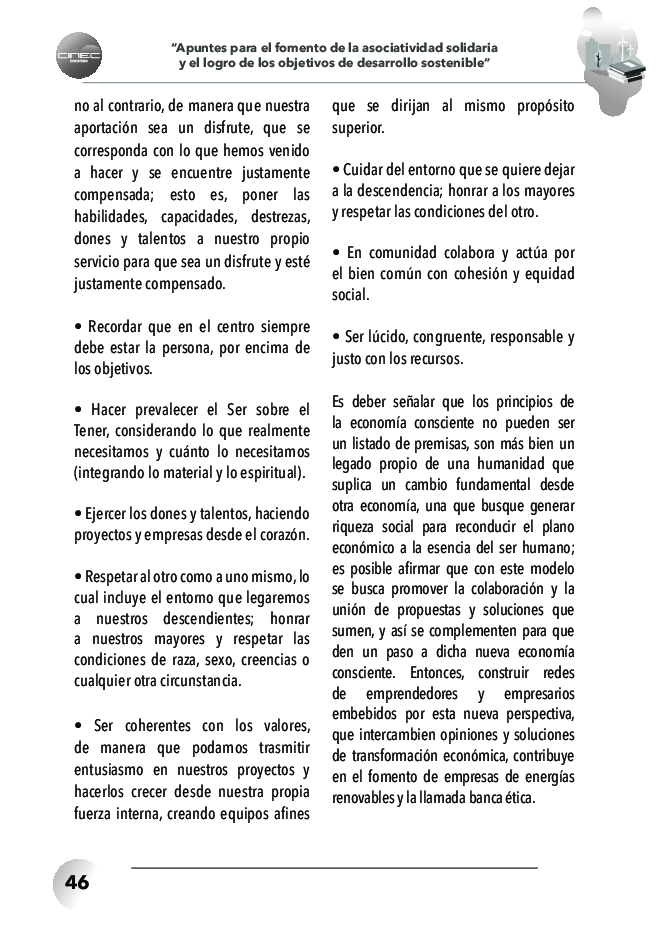 CINEC
COLOMBIA
“Apuntes para el fomento de la asociatividad solidaria
y el logro de los objetivos de desarrollo sostenible”
no al contrario, de manera que nuestra
aportación sea un disfrute, que se
corresponda con lo que hemos venido
a hacer y se encuentre justamente
compensada; esto es, poner las
habilidades, capacidades, destrezas,
dones y talentos a nuestro propio
servicio para que sea un disfrute y esté
justamente compensado.
• Recordar que en el centro siempre
debe estar la persona, por encima de
los objetivos.
• Hacer prevalecer el Ser sobre el
Tener, considerando lo que realmente
necesitamos y cuánto lo necesitamos
(integrando lo material y lo espiritual).
• Ejercer los dones y talentos, haciendo
proyectos y empresas desde el corazón.
• Respetar al otro como a uno mismo, lo
cual incluye el entorno que legaremos
a nuestros descendientes; honrar
a nuestros mayores y respetar las
condiciones de raza, sexo, creencias o
cualquier otra circunstancia.
• Ser coherentes con los valores,
de manera que podamos trasmitir
entusiasmo en nuestros proyectos y
hacerlos crecer desde nuestra propia
fuerza interna, creando equipos afines
que se dirijan al mismo propósito
superior.
• Cuidar del entorno que se quiere dejar
a la descendencia; honrar a los mayores
y respetar las condiciones del otro.
• En comunidad colabora y actúa por
el bien común con cohesión y equidad
social.
• Ser lúcido, congruente, responsable y
justo con los recursos.
Es deber señalar que los principios de
la economía consciente no pueden ser
un listado de premisas, son más bien un
legado propio de una humanidad que
suplica un cambio fundamental desde
otra economía, una que busque generar
riqueza social para reconducir el plano
económico a la esencia del ser humano;
es posible afirmar que con este modelo
se busca promover la colaboración y la
unión de propuestas y soluciones que
sumen, y así se complementen para que
den un paso a dicha nueva economía
consciente. Entonces, construir redes
de emprendedores y empresarios
embebidos por esta nueva perspectiva,
que intercambien opiniones y soluciones
de transformación económica, contribuye
en el fomento de empresas de energías
renovables y la llamada banca ética.
46